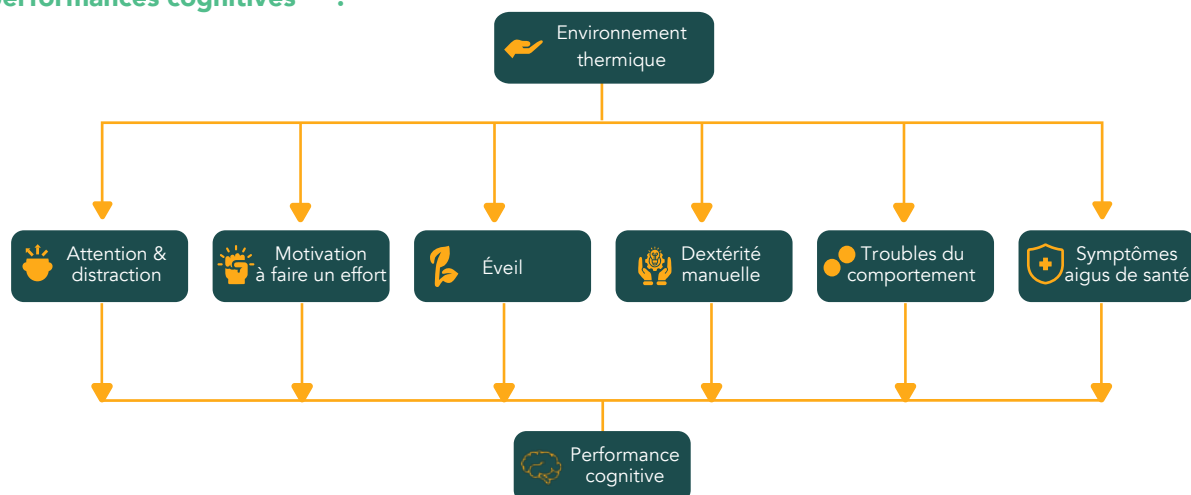 performances cognitives :
Environnement
thermique
Attention &
distraction
Motivation
à faire un effort
Éveil
Dextérité
manuelle
Troubles du
comportement
Symptômes
aigus de santé
Performance
cognitive